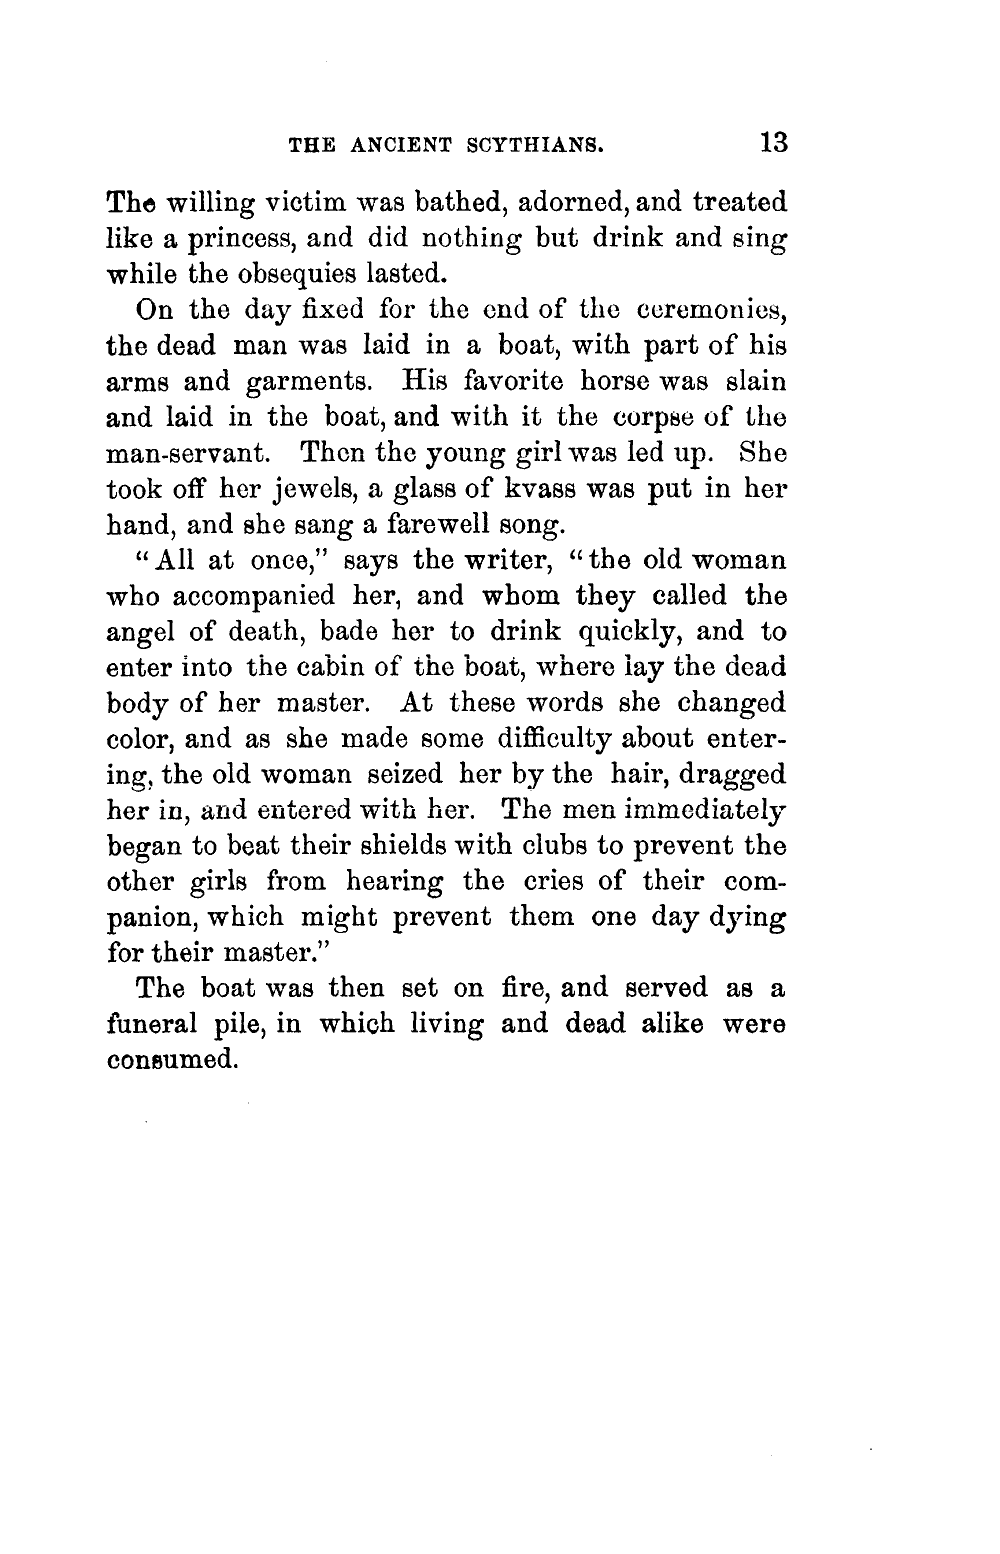 THE ANCIENT SCYTHIANS. 13
The willing victim was bathed, adorned, and treated
like a princess, and did nothing but drink and sing
while the obsequies lasted.
On the day fixed for the end of the ceremonies,
the dead man was laid in a boat, with part of his
arms and garments. His favorite horse was slain
and laid in the boat, and with it the corpse of the
man-servant. Then the young girl was led up. She
took off her jewels, a glass of kvass was put in her
hand, and she sang a farewell song.
“All at once,” says the writer, “the old woman
who accompanied her, and whom they called the
angel of death, bade her to drink quickly, and to
enter into the cabin of the boat, where lay the dead
body of her master. At these words she changed
color, and as she made some difficulty about enter-
ing, the old woman seized her by the hair, dragged
her in, and entered with her. The men immediately
began to beat their shields with clubs to prevent the
other girls from hearing the cries of their com-
panion, which might prevent them one day dying
for their master.”
The boat was then set on fire, and served as a
funeral pile, in which living and dead alike were
consumed.